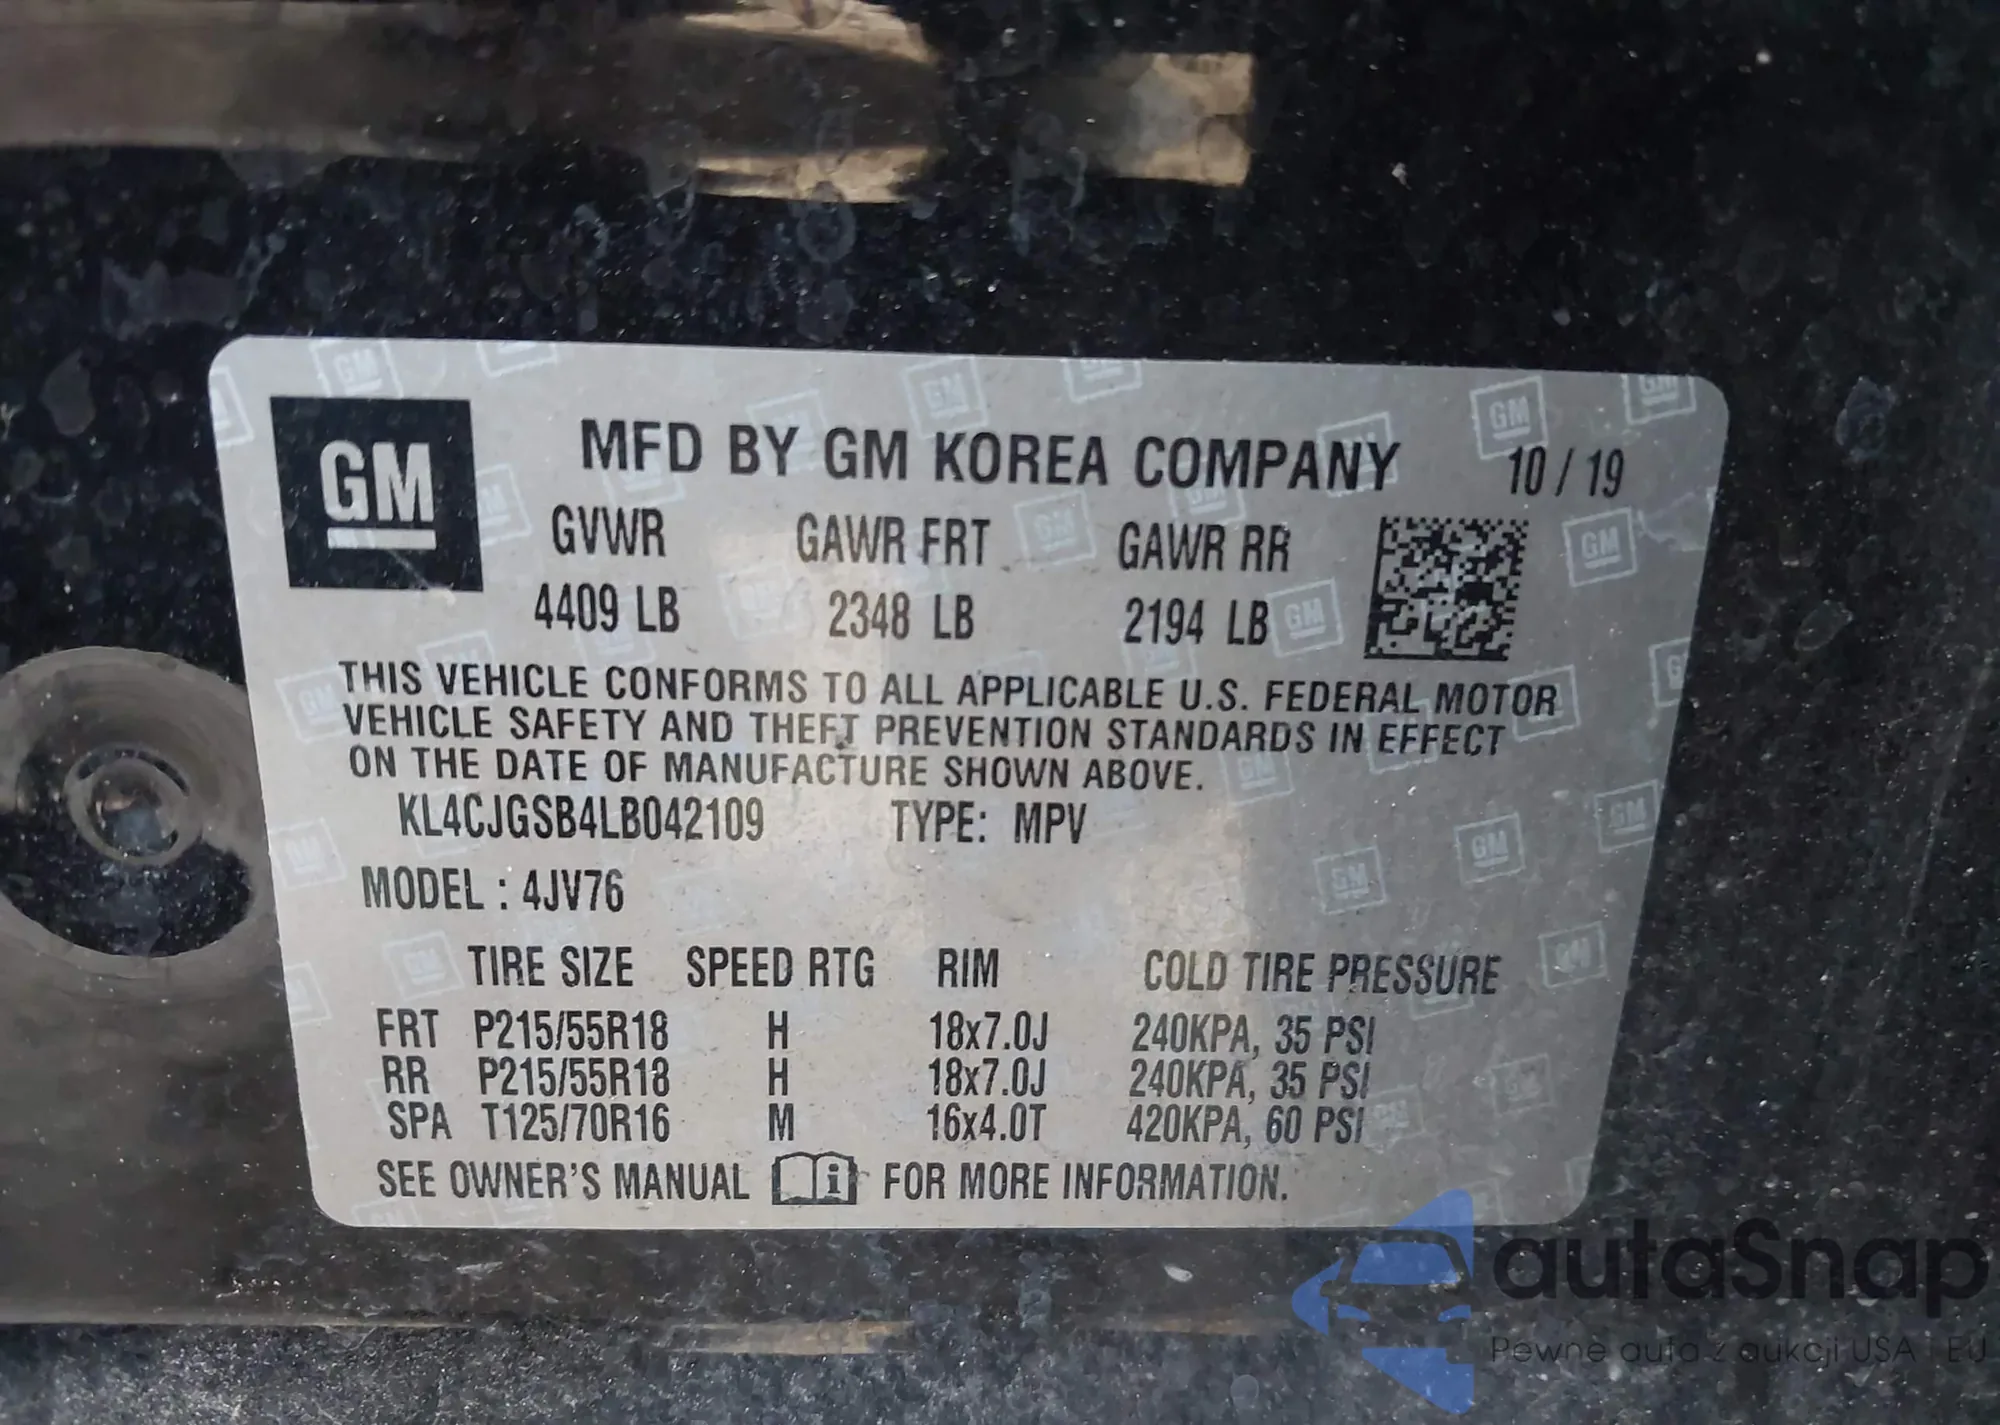 GM
MFD BY GM KOREA COMPANY 10 / 19
GVWR GAWR FRT GAWR RR
4409 LB 2348 LB 2194 LB
THIS VEHICLE CONFORMS TO ALL APPLICABLE U.S. FEDERAL MOTOR
VEHICLE SAFETY AND THEFT PREVENTION STANDARDS IN EFFECT
ON THE DATE OF MANUFACTURE SHOWN ABOVE.
KL4CJGSB4LB042109 TYPE: MPV
MODEL : 4JV76
TIRE SIZE SPEED RTG RIM COLD TIRE PRESSURE
FRT P215/55R18 H 18x7.0J 240KPA, 35 PSI
RR P215/55R18 H 18x7.0J 240KPA, 35 PSI
SPA T125/70R16 M 16x4.0T 420KPA, 60 PSI
SEE OWNER'S MANUAL i FOR MORE INFORMATION.
autaSnap
Pewne auta z aukcji USA i EU